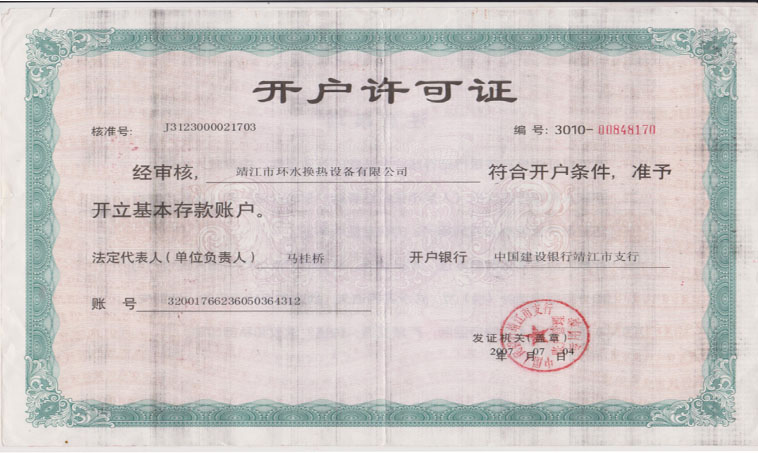 开户许可证
核准号: J3123000021703 编 号: 3010-00848170
经审核, 靖江市环水换热设备有限公司 符合开户条件, 准予
开立基本存款账户。
法定代表人(单位负责人) 马桂桥 开户银行 中国建设银行靖江市支行
账 号 32001766236050364312
发证机关(盖章)
2007 年 07 月 04 日